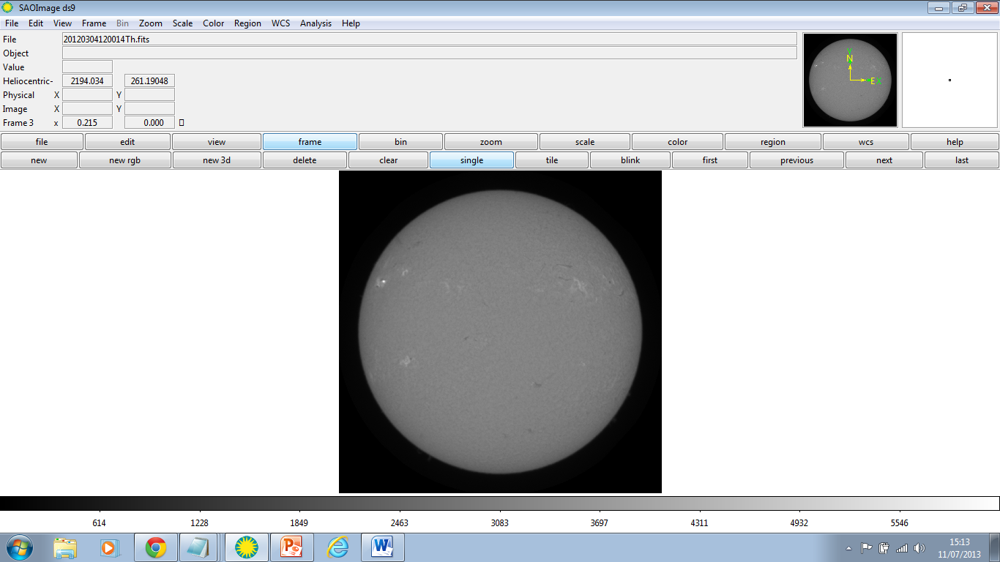 SAOImage ds9
File Edit View Frame Bin Zoom Scale Color Region WCS Analysis Help
File 20120304120014Th.fits
Object
Value
Heliocentric- 2194.034 261.19048
Physical X Y
Image X Y
Frame 3 x 0.215 0.000
Y
N
E X
file edit view frame bin zoom scale color region wcs help
new new rgb new 3d delete clear single tile blink first previous next last
614 1228 1849 2463 3083 3697 4311 4932 5546
15:13
11/07/2013